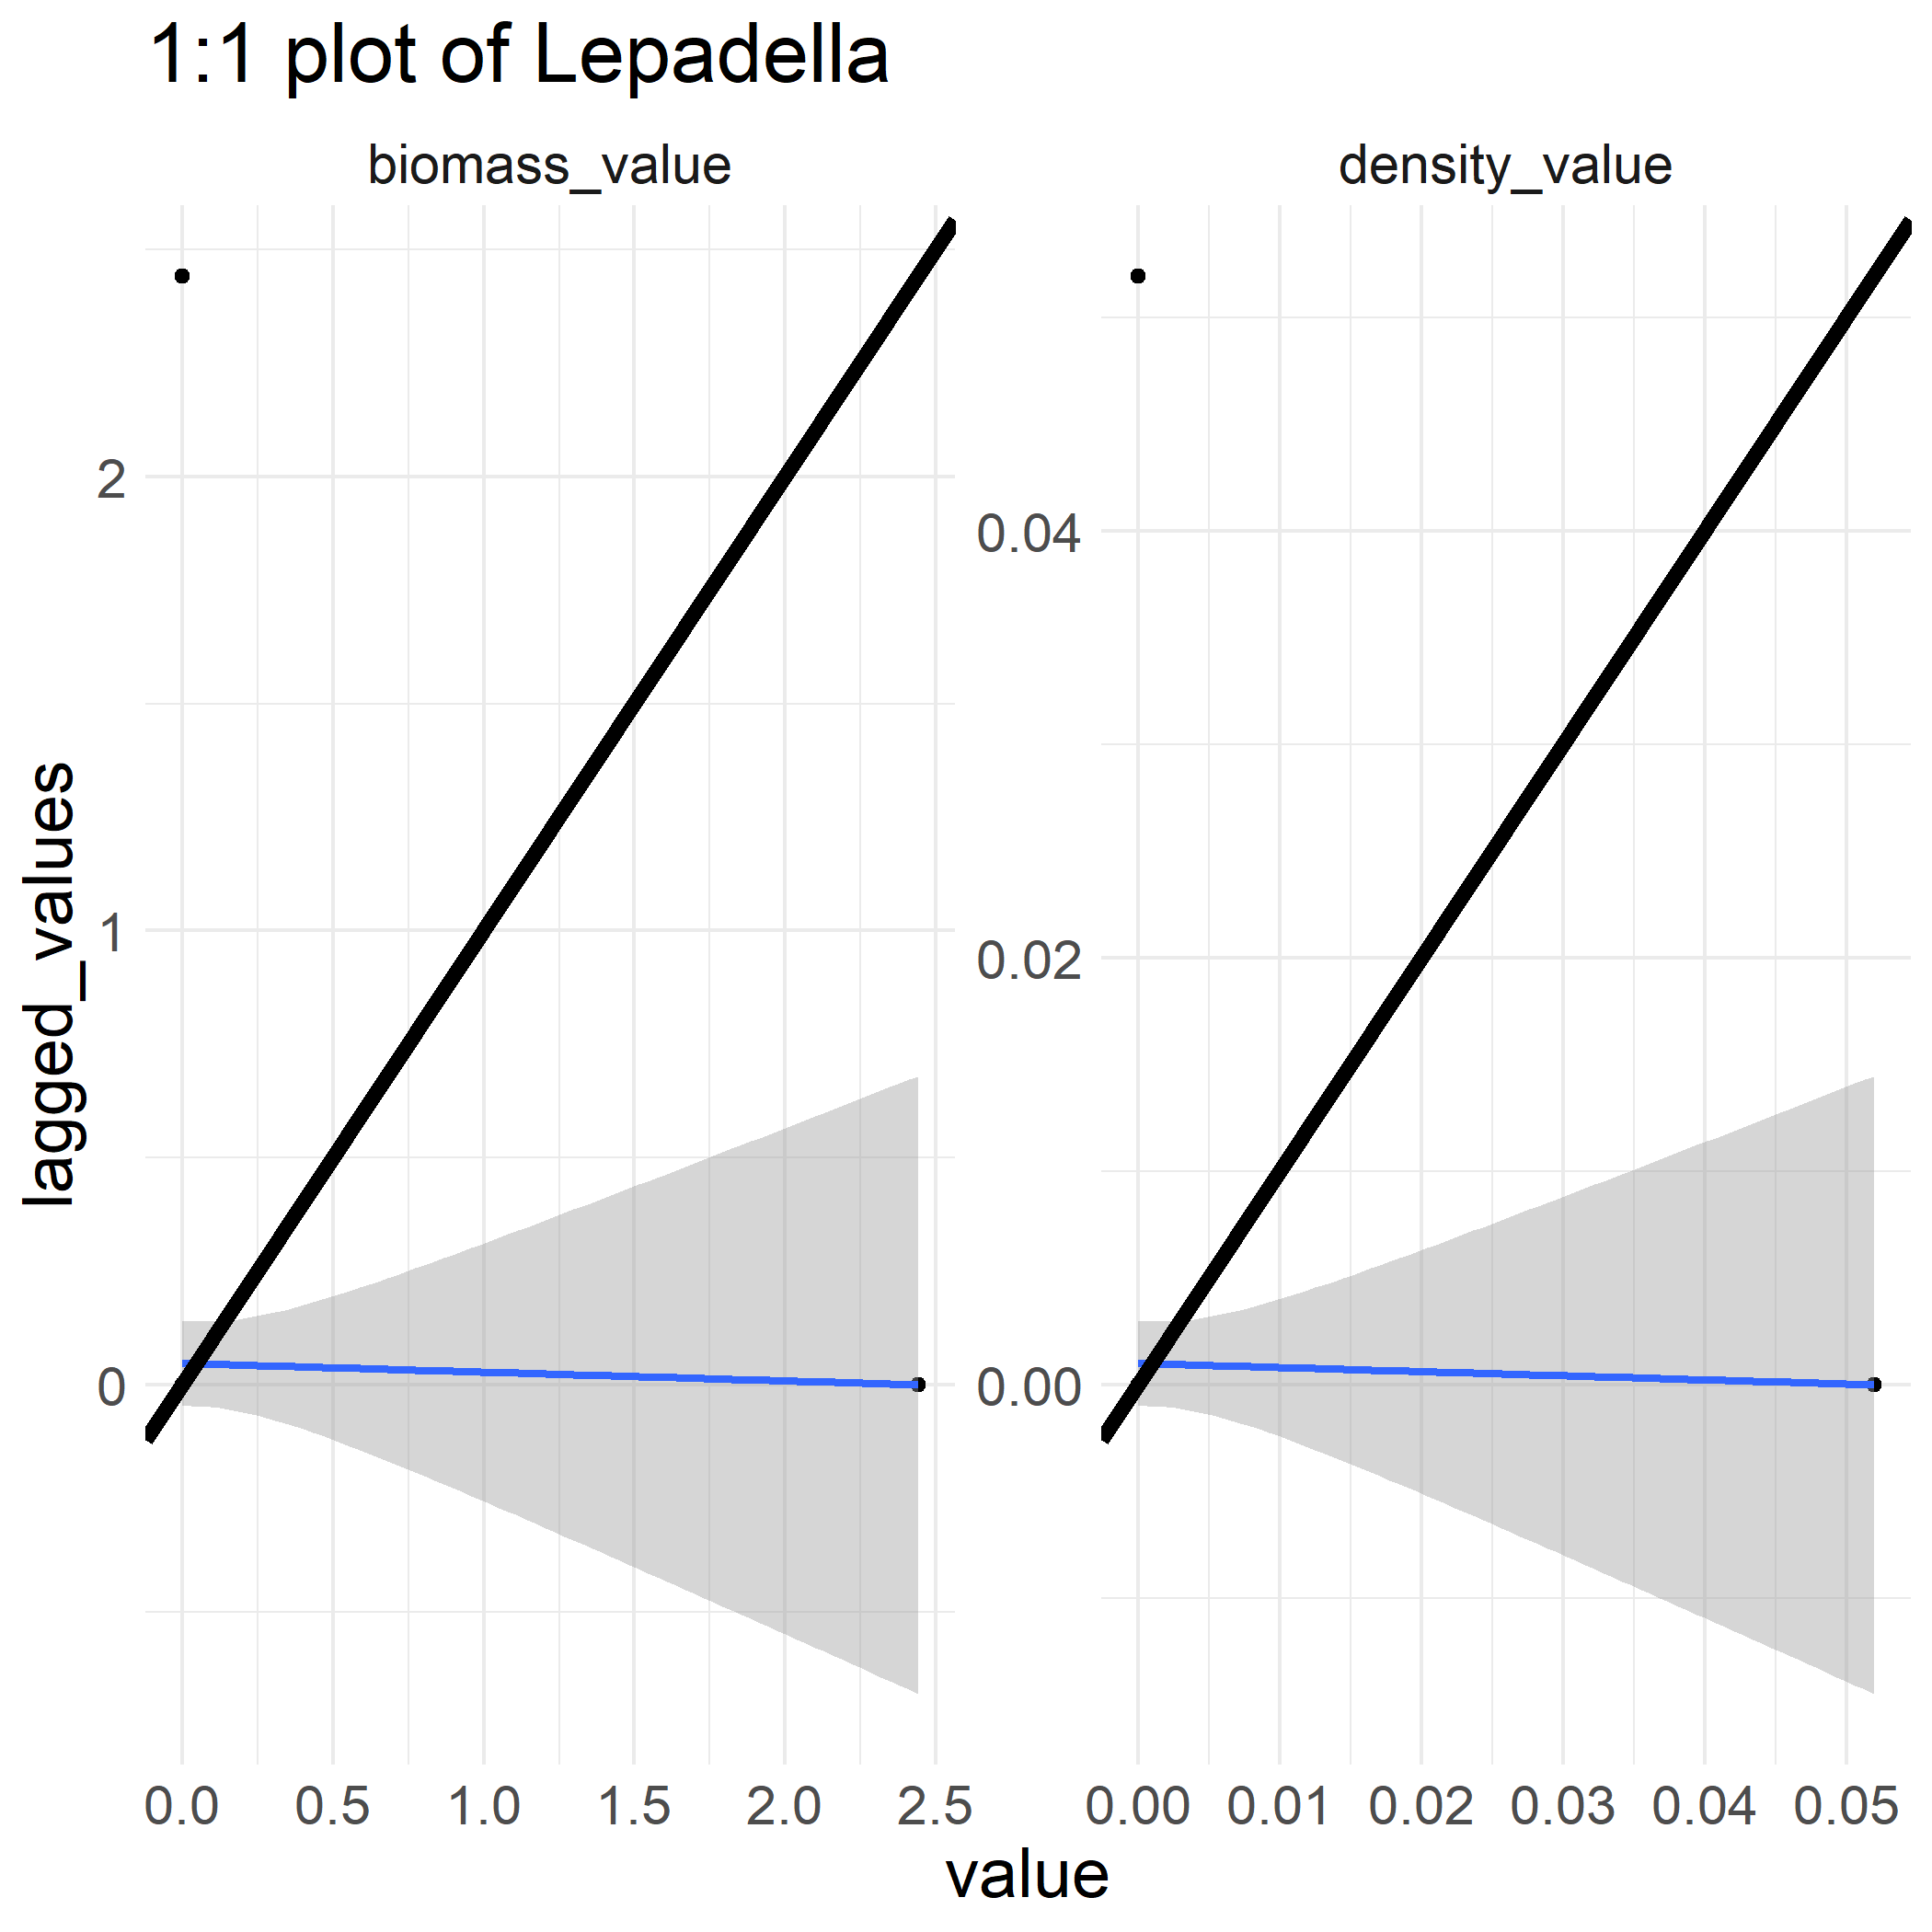 1:1 plot of Lepadella
biomass_value
density_value
lagged_values
2
1
0
0.04
0.02
0.00
0.0 0.5 1.0 1.5 2.0 2.5
0.00 0.01 0.02 0.03 0.04 0.05
value